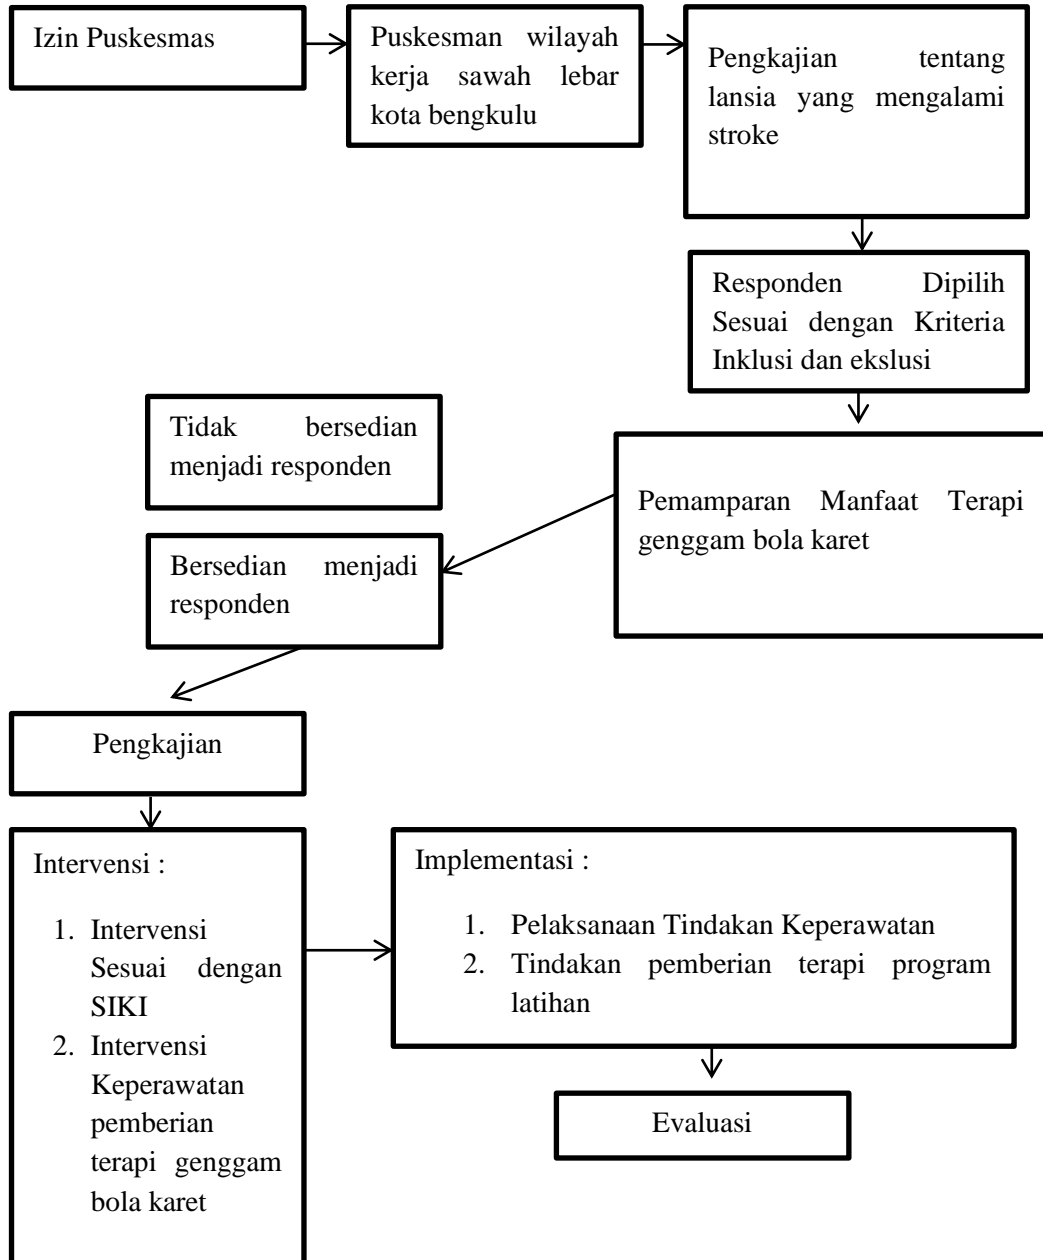 Izin Puskesmas
Puskesman wilayah
kerja sawah lebar
kota bengkulu
Pengkajian tentang
lansia yang mengalami
stroke
Responden Dipilih
Sesuai dengan Kriteria
Inklusi dan ekslusi
Tidak bersedian
menjadi responden
Pemamparan Manfaat Terapi
genggam bola karet
Bersedian menjadi
responden
Pengkajian
Intervensi :
1. Intervensi
Sesuai dengan
SIKI
2. Intervensi
Keperawatan
pemberian
terapi genggam
bola karet
Implementasi :
1. Pelaksanaan Tindakan Keperawatan
2. Tindakan pemberian terapi program
latihan
Evaluasi